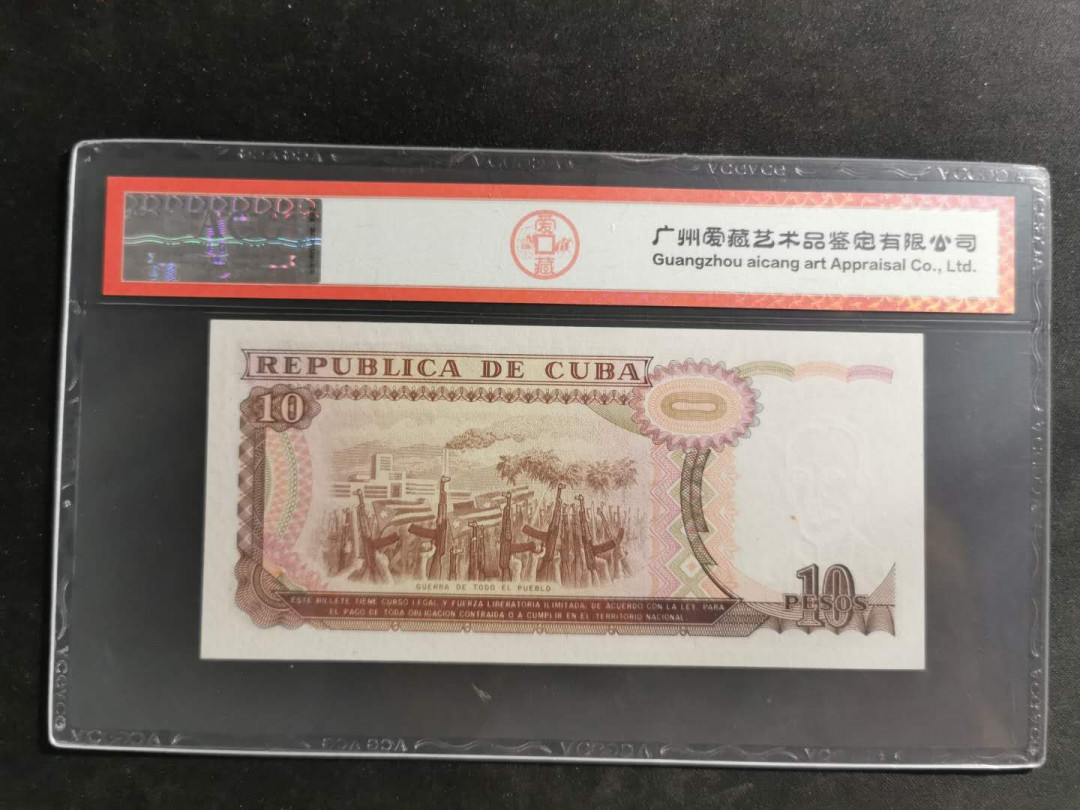 爱
藏
广州爱藏艺术品鉴定有限公司
Guangzhou aicang art Appraisal Co., Ltd.
REPUBLICA DE CUBA
10
GUERRA DE TODO EL PUEBLO
ESTE BILLETE TIENE CURSO LEGAL Y FUERZA LIBERATORIA ILIMITADA, DE ACUERDO CON LA LEY, PARA
EL PAGO DE TODA OBLIGACION CONTRAIDA O A CUMPLIR EN EL TERRITORIO NACIONAL
10
PESOS